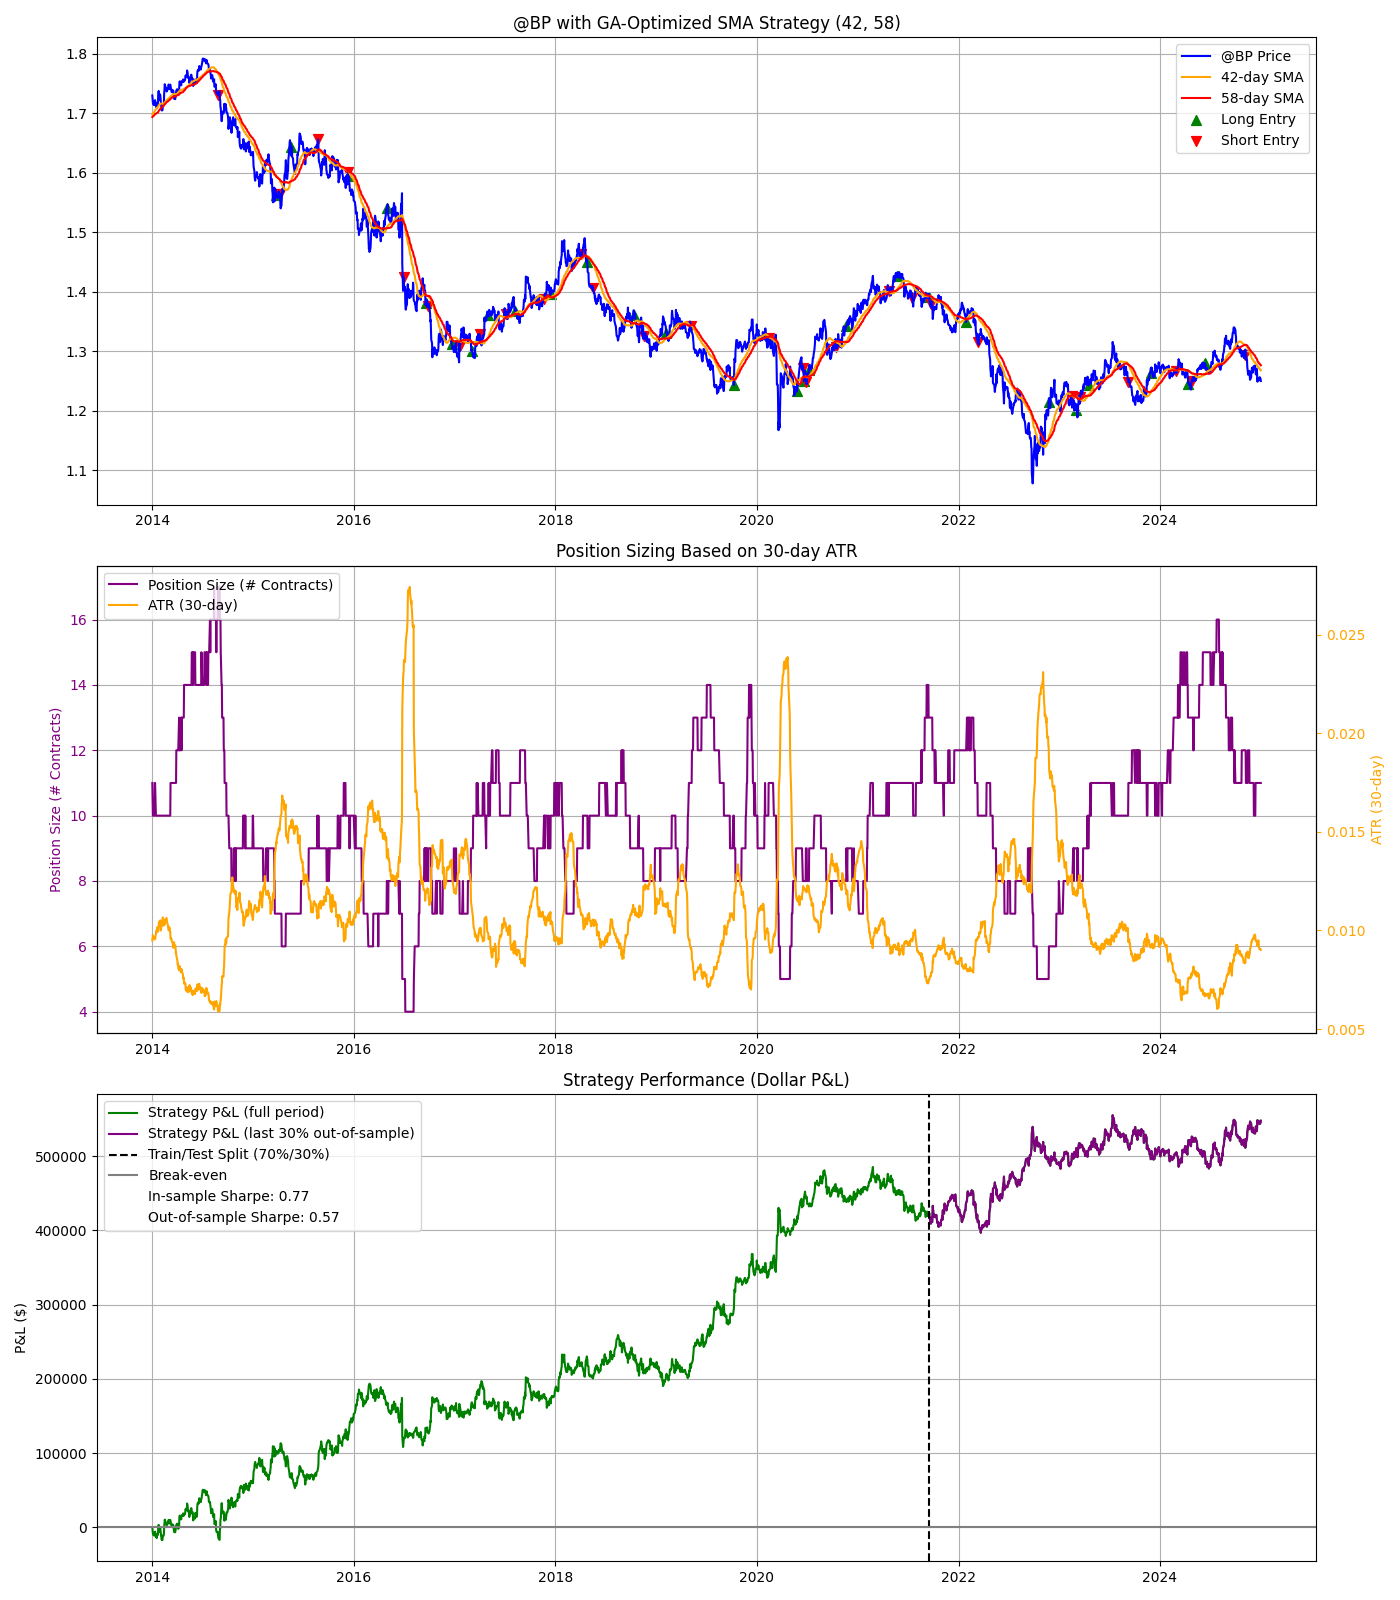 @BP with GA-Optimized SMA Strategy (42, 58)
@BP Price
42-day SMA
58-day SMA
Long Entry
Short Entry
1.8
1.7
1.6
1.5
1.4
1.3
1.2
1.1
2014 2016 2018 2020 2022 2024
Position Sizing Based on 30-day ATR
Position Size (# Contracts)
ATR (30-day)
Position Size (# Contracts)
16
14
12
10
8
6
4
0.025
0.020
0.015
0.010
0.005
ATR (30-day)
2014 2016 2018 2020 2022 2024
Strategy Performance (Dollar P&L)
Strategy P&L (full period)
Strategy P&L (last 30% out-of-sample)
Train/Test Split (70%/30%)
Break-even
In-sample Sharpe: 0.77
Out-of-sample Sharpe: 0.57
P&L ($)
500000
400000
300000
200000
100000
0
2014 2016 2018 2020 2022 2024